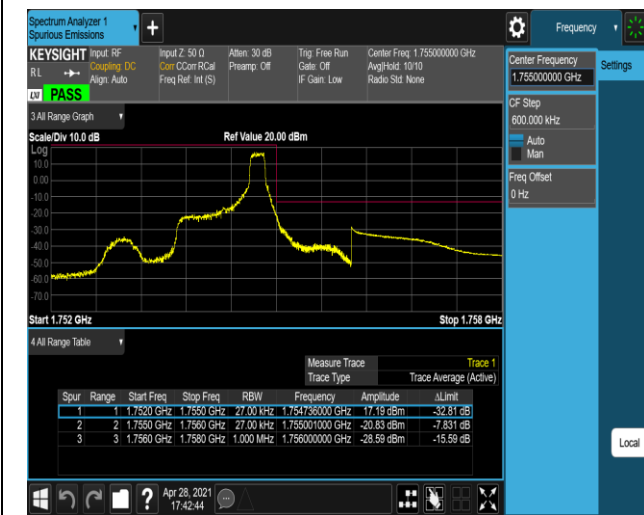 Spectrum Analyzer 1
Spurious Emissions
+
Frequency
KEYSIGHT
RL
LXI PASS
Input: RF
Coupling: DC
Align: Auto
Input Z: 50 Ω
Corr CCorr RCal
Freq Ref: Int (S)
Atten: 30 dB
Preamp: Off
Trig: Free Run
Gate: Off
IF Gain: Low
Center Freq: 1.755000000 GHz
Avg|Hold: 10/10
Radio Std: None
Center Frequency
1.755000000 GHz
Settings
CF Step
600.000 kHz
Auto
Man
Freq Offset
0 Hz
3 All Range Graph
Scale/Div 10.0 dB
Ref Value 20.00 dBm
Log
10.0
0.00
-10.0
-20.0
-30.0
-40.0
-50.0
-60.0
-70.0
Start 1.752 GHz
Stop 1.758 GHz
4 All Range Table
Measure Trace Trace 1
Trace Type Trace Average (Active)
Spur Range Start Freq Stop Freq RBW Frequency Amplitude ΔLimit
1 1 1.7520 GHz 1.7550 GHz 27.00 kHz 1.754736000 GHz 17.19 dBm -32.81 dB
2 2 1.7550 GHz 1.7560 GHz 27.00 kHz 1.755001000 GHz -20.83 dBm -7.831 dB
3 3 1.7560 GHz 1.7580 GHz 1.000 MHz 1.756000000 GHz -28.59 dBm -15.59 dB
Local
?
Apr 28, 2021
17:42:44